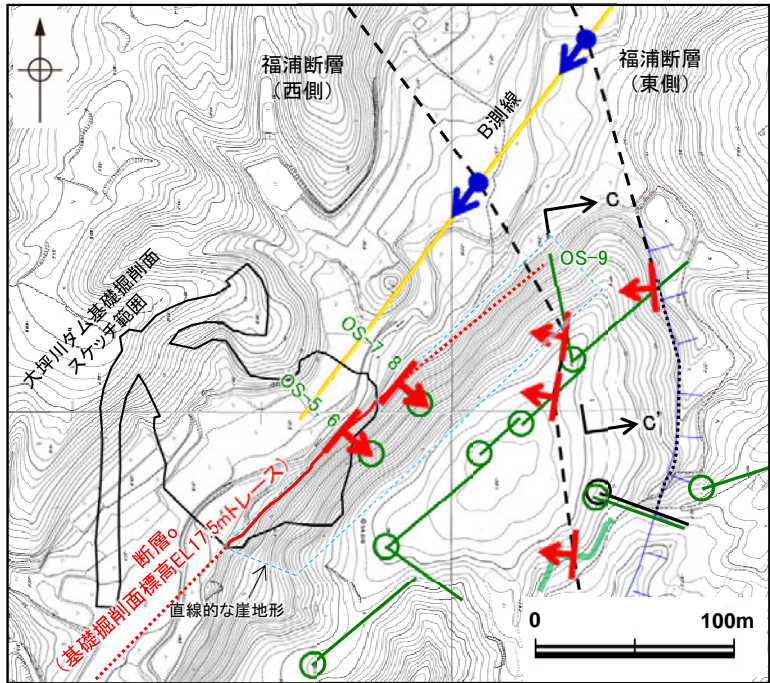 福浦断層
（西側）
福浦断層
（東側）
B測線
C
OS-9
大坪川ダム基礎掘削面
スケッチ範囲
OS-7, 8
OS-5, 6
C'
断層o
（基礎掘削面標高EL17.5mトレース）
直線的な崖地形
0
100m